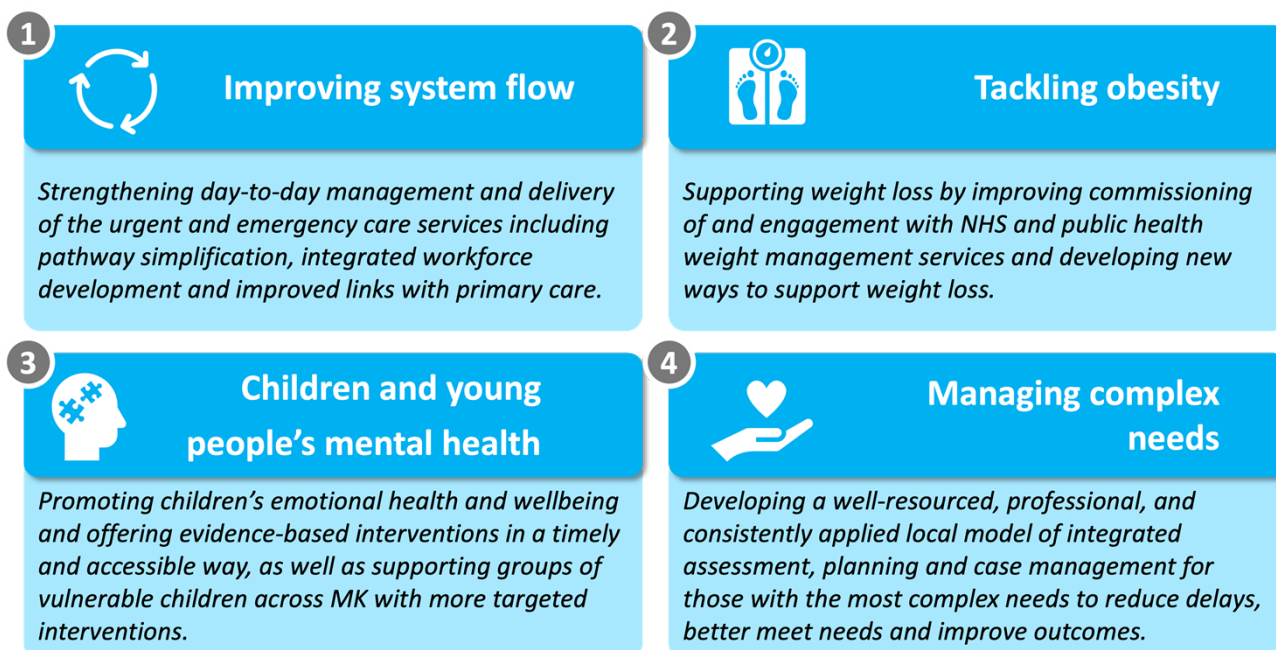 1
Improving system flow
Strengthening day-to-day management and delivery
of the urgent and emergency care services including
pathway simplification, integrated workforce
development and improved links with primary care.
2
Tackling obesity
Supporting weight loss by improving commissioning
of and engagement with NHS and public health
weight management services and developing new
ways to support weight loss.
3
Children and young
people’s mental health
Promoting children’s emotional health and wellbeing
and offering evidence-based interventions in a timely
and accessible way, as well as supporting groups of
vulnerable children across MK with more targeted
interventions.
4
Managing complex
needs
Developing a well-resourced, professional, and
consistently applied local model of integrated
assessment, planning and case management for
those with the most complex needs to reduce delays,
better meet needs and improve outcomes.